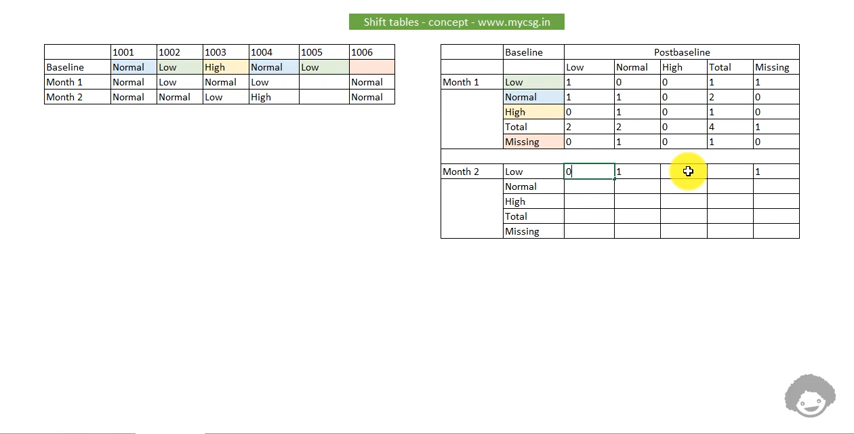 Shift tables - concept - www.mycsg.in
1001 1002 1003 1004 1005 1006
Baseline Normal Low High Normal Low
Month 1 Normal Low Normal Low Normal
Month 2 Normal Normal Low High Normal
Baseline Postbaseline
Low Normal High Total Missing
Month 1 Low 1 0 0 1 1
Normal 1 1 0 2 0
High 0 1 0 1 0
Total 2 2 0 4 1
Missing 0 1 0 1 0
Month 2 Low 0 1 1
Normal
High
Total
Missing